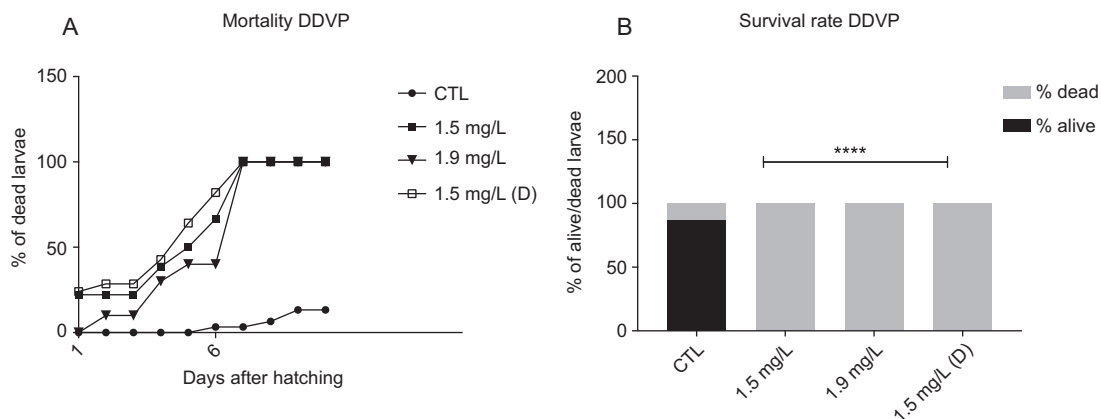 A
Mortality DDVP
150
100
50
0
% of dead larvae
1
6
Days after hatching
CTL
1.5 mg/L
1.9 mg/L
1.5 mg/L (D)
B
Survival rate DDVP
200
150
100
50
0
% of alive/dead larvae
****
CTL
1.5 mg/L
1.9 mg/L
1.5 mg/L (D)
% dead
% alive